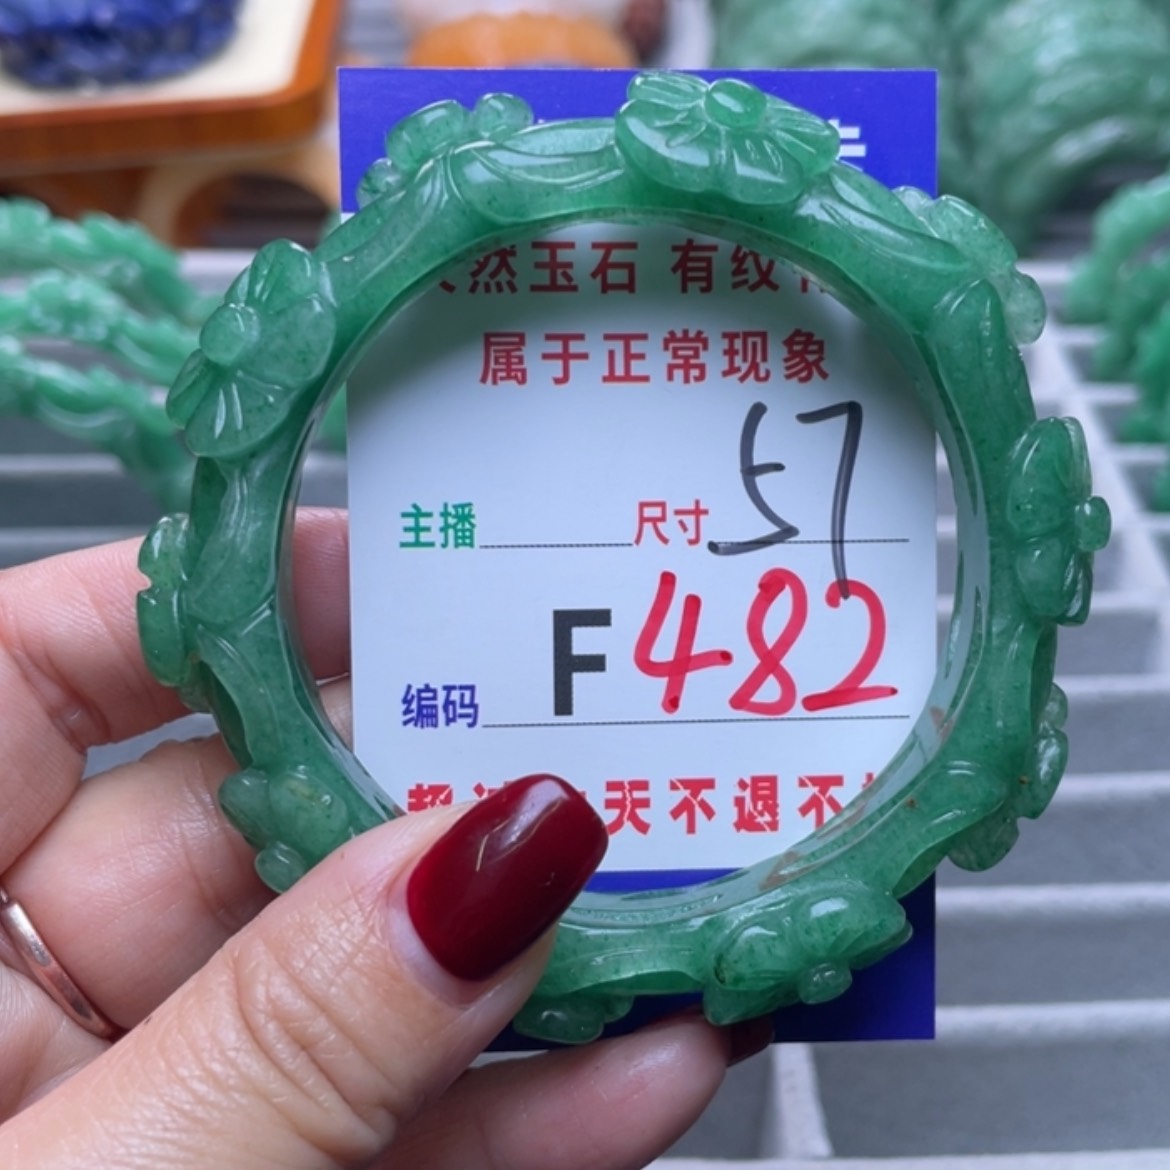 然玉石 有纹
属于正常现象
主播 尺寸 57
编码 F482
天不退不